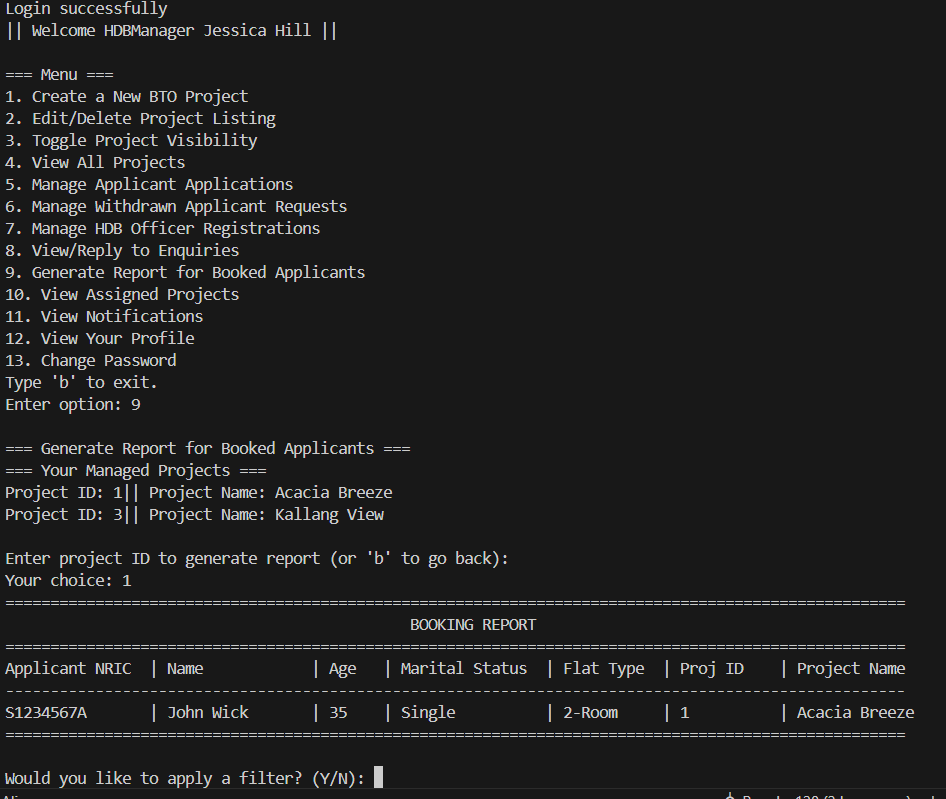 Login successfully
|| Welcome HDBManager Jessica Hill ||
=== Menu ===
1. Create a New BTO Project
2. Edit/Delete Project Listing
3. Toggle Project Visibility
4. View All Projects
5. Manage Applicant Applications
6. Manage Withdrawn Applicant Requests
7. Manage HDB Officer Registrations
8. View/Reply to Enquiries
9. Generate Report for Booked Applicants
10. View Assigned Projects
11. View Notifications
12. View Your Profile
13. Change Password
Type 'b' to exit.
Enter option: 9
=== Generate Report for Booked Applicants ===
=== Your Managed Projects ===
Project ID: 1|| Project Name: Acacia Breeze
Project ID: 3|| Project Name: Kallang View
Enter project ID to generate report (or 'b' to go back):
Your choice: 1
====================================================================================================
BOOKING REPORT
====================================================================================================
Applicant NRIC | Name | Age | Marital Status | Flat Type | Proj ID | Project Name
----------------------------------------------------------------------------------------------------
S1234567A | John Wick | 35 | Single | 2-Room | 1 | Acacia Breeze
====================================================================================================
Would you like to apply a filter? (Y/N):